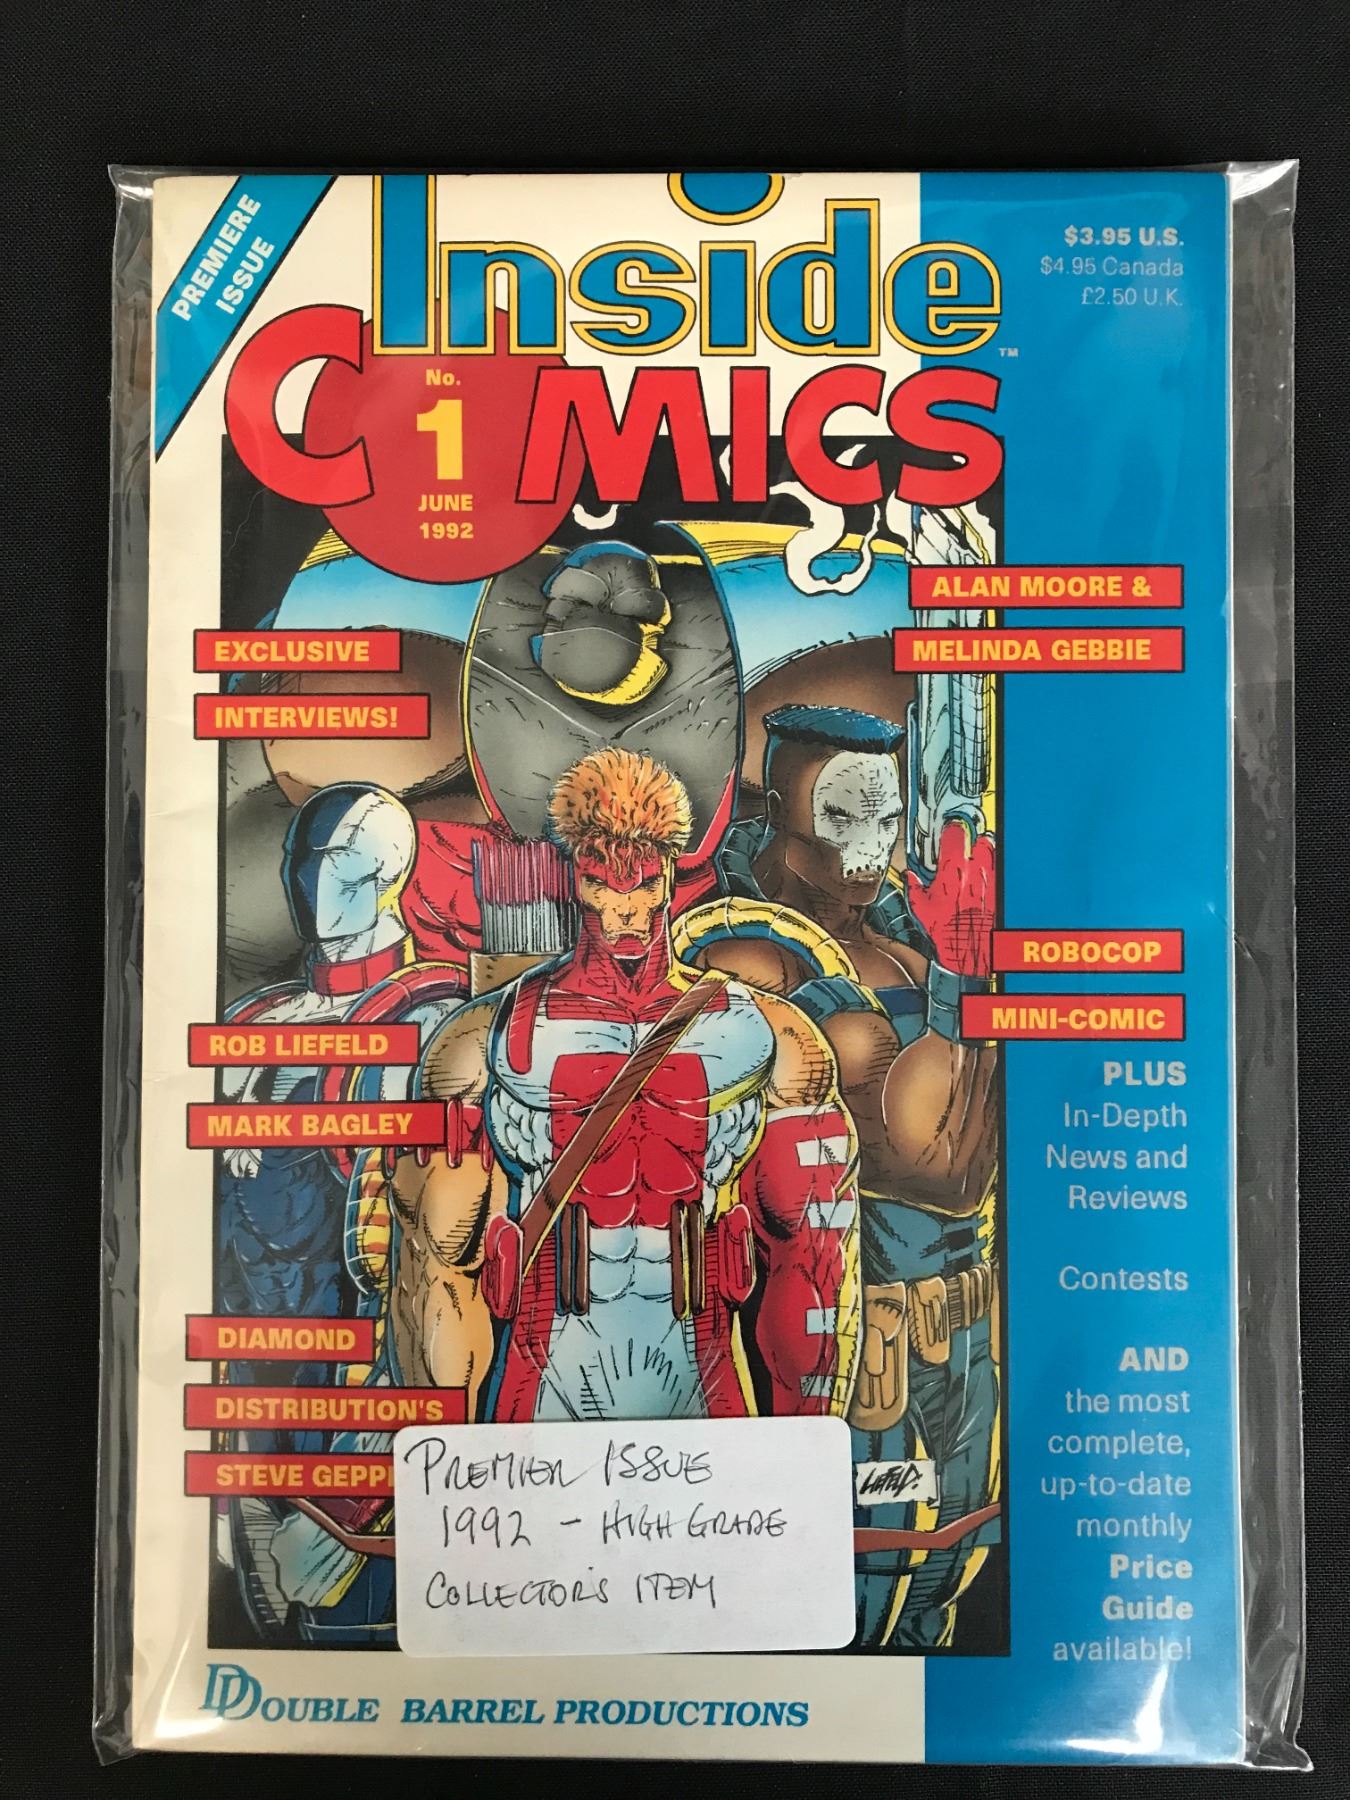 PREMIERE
ISSUE
Inside
COMICS
™
No.
1
JUNE
1992
$3.95 U.S.
$4.95 Canada
£2.50 U.K.
ALAN MOORE &
MELINDA GEBBIE
EXCLUSIVE
INTERVIEWS!
ROBOCOP
MINI-COMIC
ROB LIEFELD
MARK BAGLEY
PLUS
In-Depth
News and
Reviews
Contests
DIAMOND
DISTRIBUTION'S
STEVE GEPPI
AND
the most
complete,
up-to-date
monthly
Price
Guide
available!
LIEFELD.
PREMIER ISSUE
1992 - HIGH GRADE
COLLECTOR'S ITEM
DOUBLE BARREL PRODUCTIONS